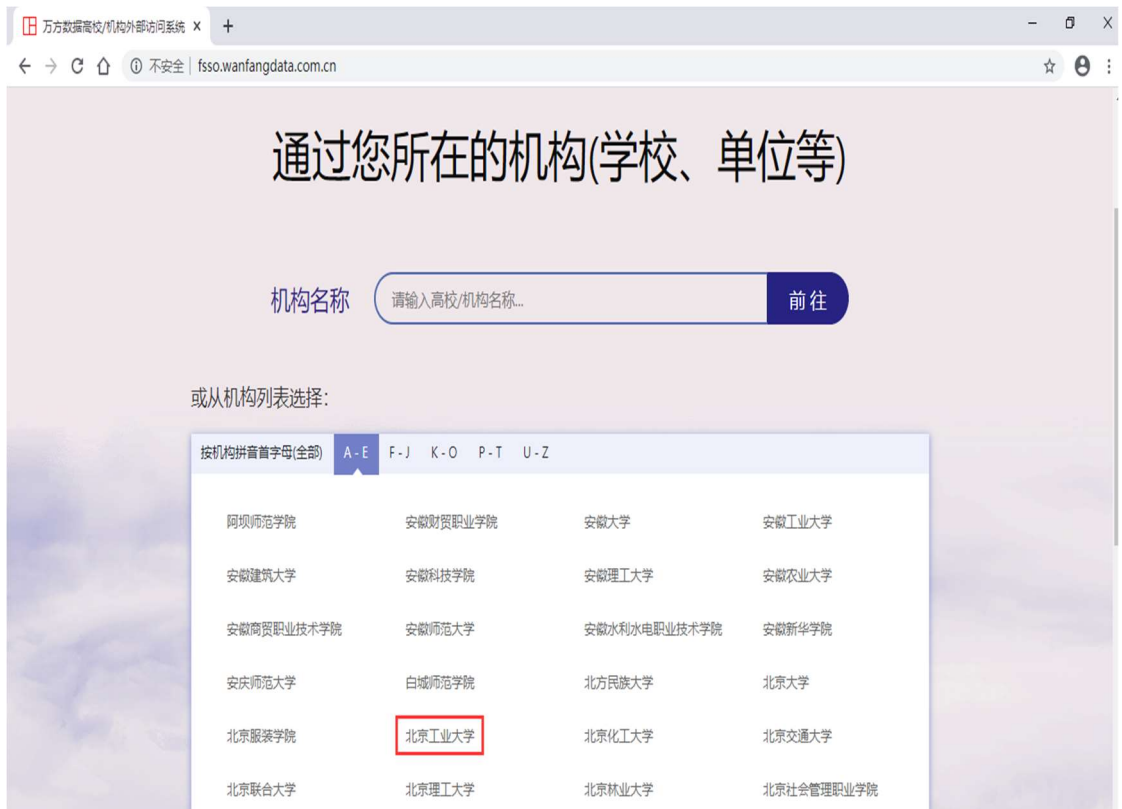 万方数据高校/机构外部访问系统
不安全 fsso.wanfangdata.com.cn
通过您所在的机构(学校、单位等)
机构名称 请输入高校/机构名称... 前往
或从机构列表选择:
按机构拼音首字母(全部) A-E F-J K-O P-T U-Z
阿坝师范学院 安徽财贸职业学院 安徽大学 安徽工业大学
安徽建筑大学 安徽科技学院 安徽理工大学 安徽农业大学
安徽商贸职业技术学院 安徽师范大学 安徽水利水电职业技术学院 安徽新华学院
安庆师范大学 白城师范学院 北方民族大学 北京大学
北京服装学院 北京工业大学 北京化工大学 北京交通大学
北京联合大学 北京理工大学 北京林业大学 北京社会管理职业学院